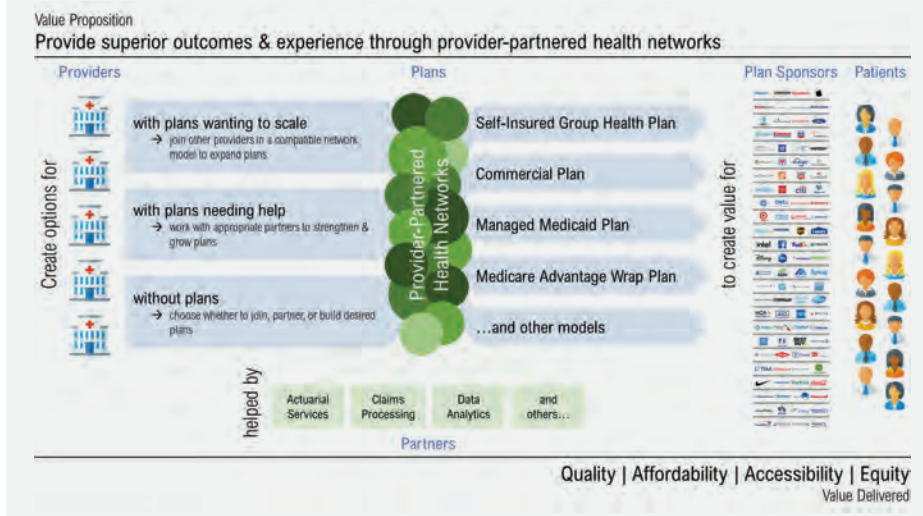 Value Proposition
Provide superior outcomes & experience through provider-partnered health networks
Providers
Plans
Plan Sponsors
Patients
Create options for
with plans wanting to scale
→ join other providers in a compatible network
model to expand plans
with plans needing help
→ work with appropriate partners to strengthen &
grow plans
without plans
→ choose whether to join, partner, or build desired
plans
Provider-Partnered
Health Networks
Self-Insured Group Health Plan
Commercial Plan
Managed Medicaid Plan
Medicare Advantage Wrap Plan
...and other models
to create value for
intel
FedEx
Disney
citi
helped by
Actuarial
Services
Claims
Processing
Data
Analytics
and
others...
Partners
Quality | Affordability | Accessibility | Equity
Value Delivered